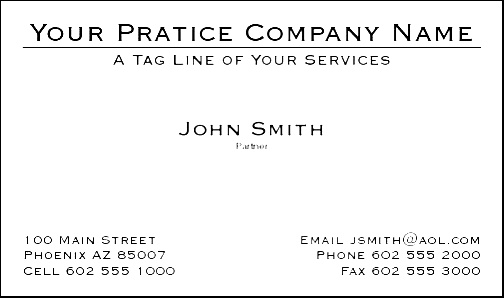 Your Pratice Company Name
A Tag Line of Your Services
John Smith
Partner
100 Main Street
Phoenix AZ 85007
Cell 602 555 1000
Email jsmith@aol.com
Phone 602 555 2000
Fax 602 555 3000